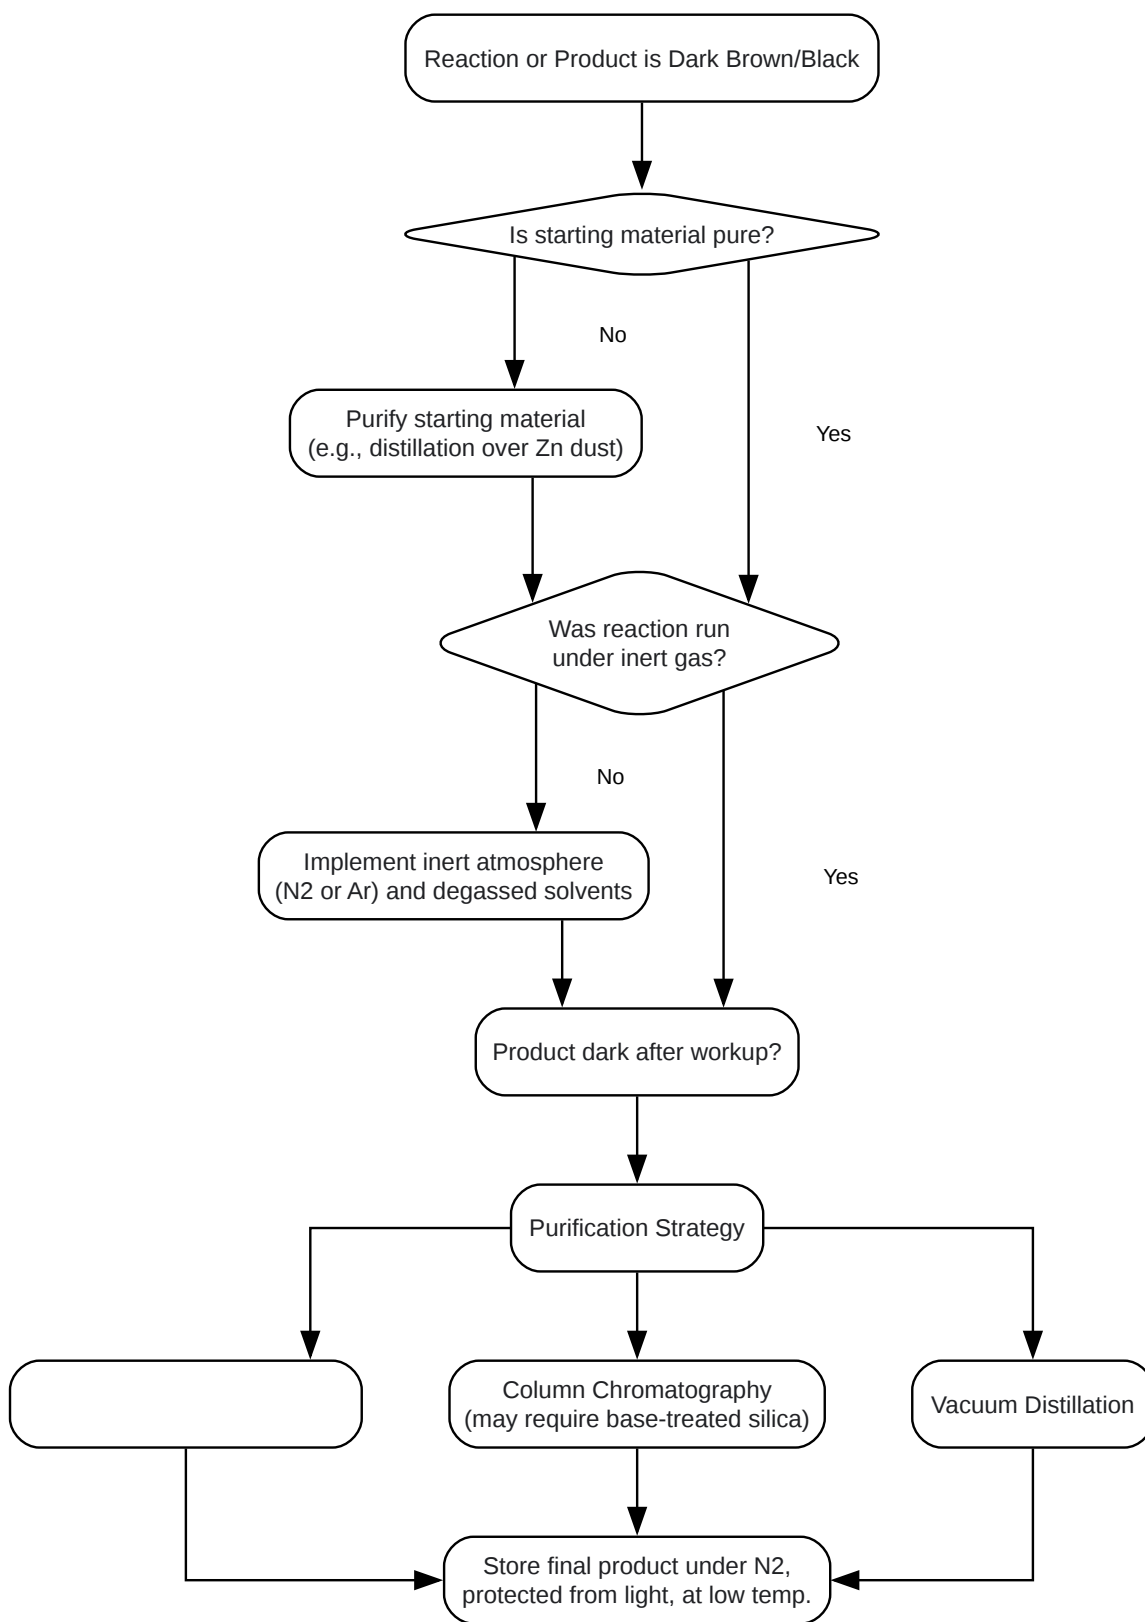 Reaction or Product is Dark Brown/Black
Is starting material pure?
No
Purify starting material
(e.g., distillation over Zn dust)
Yes
Was reaction run
under inert gas?
No
Implement inert atmosphere
(N2 or Ar) and degassed solvents
Yes
Product dark after workup?
Purification Strategy
Column Chromatography
(may require base-treated silica)
Vacuum Distillation
Store final product under N2,
protected from light, at low temp.